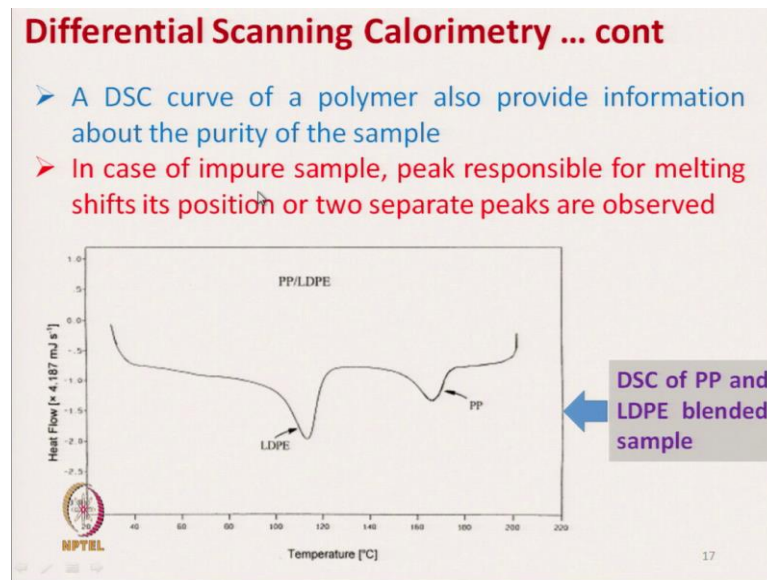 Differential Scanning Calorimetry ... cont
➤ A DSC curve of a polymer also provide information
about the purity of the sample
➤ In case of impure sample, peak responsible for melting
shifts its position or two separate peaks are observed
PP/LDPE
1.0
.5
0.0
-.5
-1.0
-1.5
-2.0
-2.5
Heat Flow [× 4.187 mJ s⁻¹]
LDPE
PP
DSC of PP and
LDPE blended
sample
20 40 60 80 100 120 140 160 180 200 220
Temperature [°C]
NPTEL
17